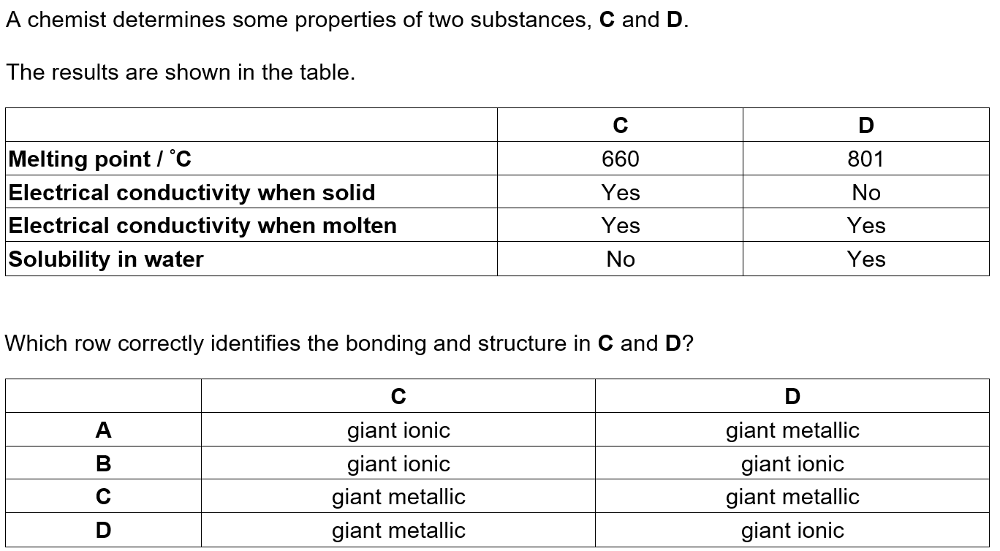 A chemist determines some properties of two substances, C and D.
The results are shown in the table.
C D
Melting point / °C 660 801
Electrical conductivity when solid Yes No
Electrical conductivity when molten Yes Yes
Solubility in water No Yes
Which row correctly identifies the bonding and structure in C and D?
C D
A giant ionic giant metallic
B giant ionic giant ionic
C giant metallic giant metallic
D giant metallic giant ionic